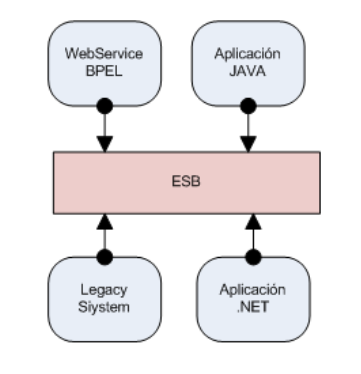 WebService
BPEL
Aplicación
JAVA
ESB
Legacy
Siystem
Aplicación
.NET